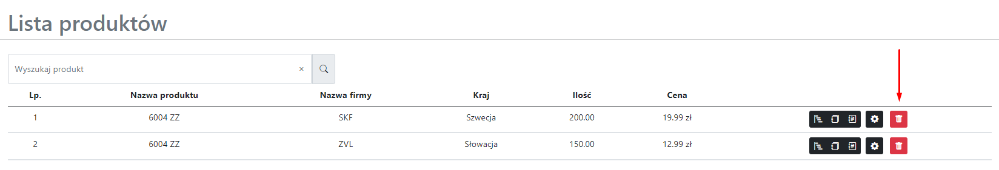 Lista produktów
Wyszukaj produkt ×
Lp. Nazwa produktu Nazwa firmy Kraj Ilość Cena
1 6004 ZZ SKF Szwecja 200.00 19.99 zł
2 6004 ZZ ZVL Słowacja 150.00 12.99 zł